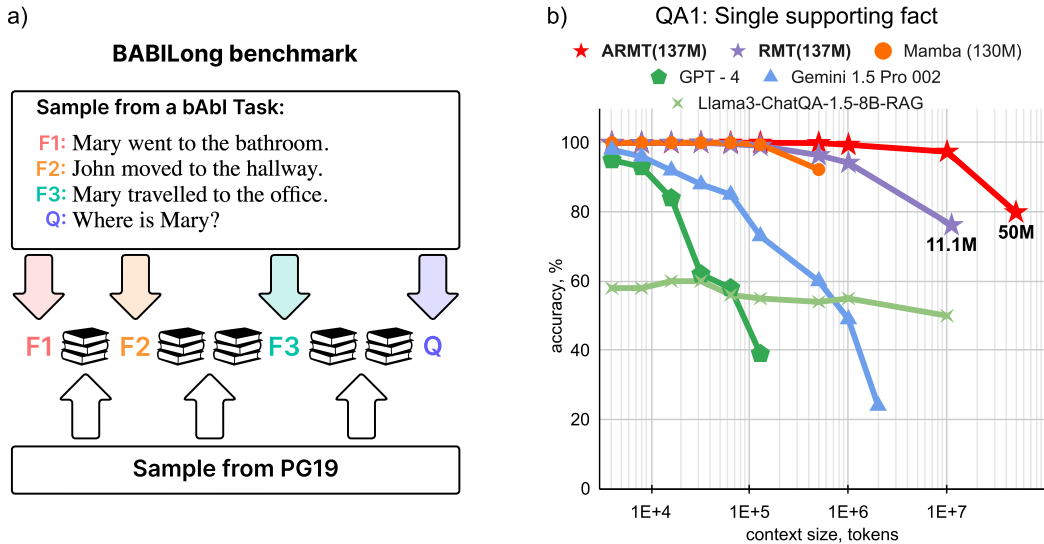 a)
BABILong benchmark
Sample from a bAbI Task:
F1: Mary went to the bathroom.
F2: John moved to the hallway.
F3: Mary travelled to the office.
Q: Where is Mary?
F1 F2 F3 Q
Sample from PG19
b)
QA1: Single supporting fact
ARMT(137M) RMT(137M) Mamba (130M)
GPT - 4 Gemini 1.5 Pro 002
Llama3-ChatQA-1.5-8B-RAG
100
80
60
40
20
0
accuracy, %
11.1M
50M
1E+4 1E+5 1E+6 1E+7
context size, tokens